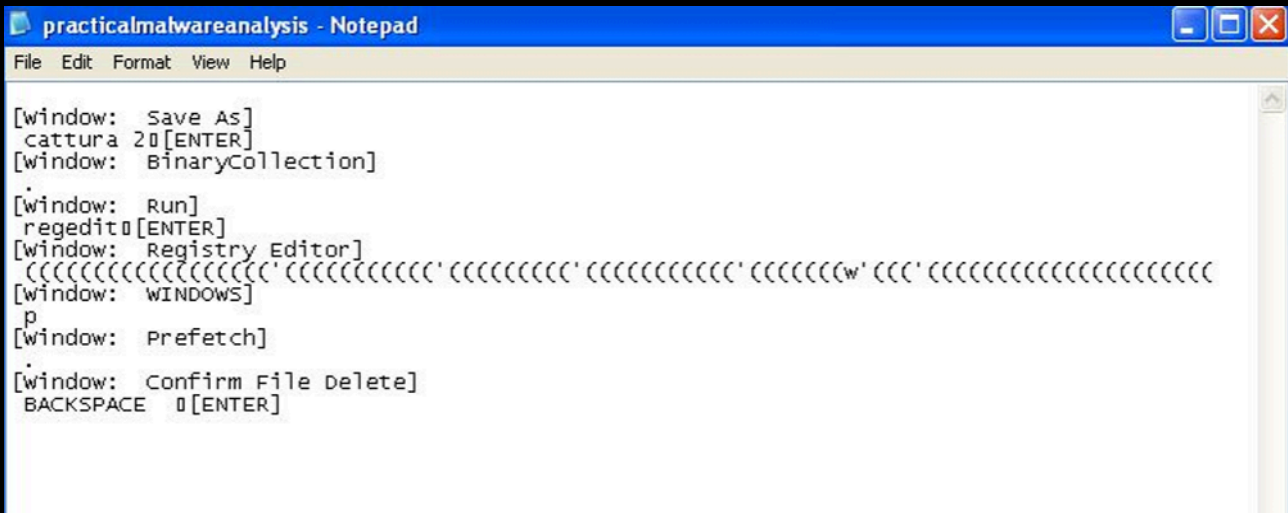 practicalmalwareanalysis - Notepad
File Edit Format View Help
[Window: Save As]
cattura 2▯[ENTER]
[Window: BinaryCollection]
.
[Window: Run]
regedit▯[ENTER]
[Window: Registry Editor]
(((((((((((((((((('(((((((((((('((((((((('((((((((((('(((((((w'((('(((((((((((((((((((((
[Window: WINDOWS]
p
[Window: Prefetch]
.
[Window: Confirm File Delete]
BACKSPACE ▯[ENTER]